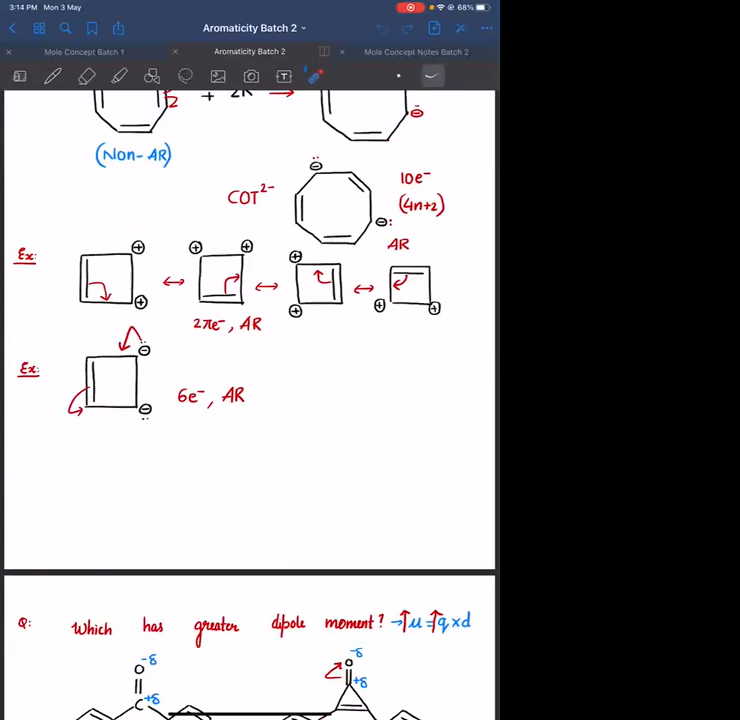 3:14 PM Mon 3 May
68%
Aromaticity Batch 2
Mole Concept Batch 1
Aromaticity Batch 2
Mole Concept Notes Batch 2
T
2
+ 2K
⊖
(Non-AR)
COT²⁻
⊖
⊖:
10e⁻
(4n+2)
AR
Ex:
⊕ ⊕ ⊕ ⊕ ↔ ⊕ ⊕ ↔ ⊕ ⊕
2πe⁻, AR
Ex:
⊖
⊖
6e⁻, AR
Q: Which has greater dipole moment? → ↑μ = ↑q × d
O -δ
C +δ
O -δ
+δ